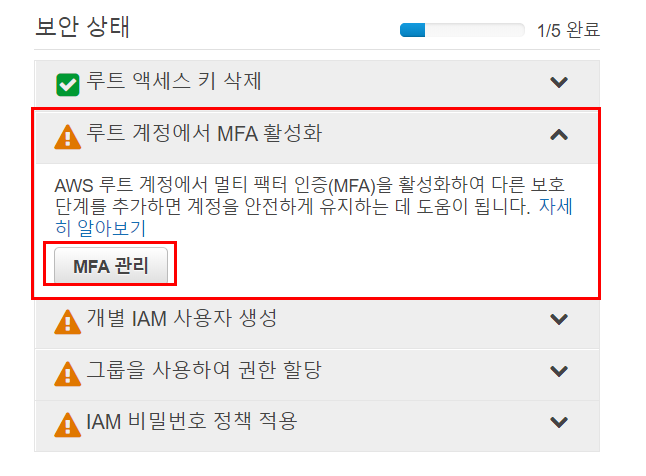 보안 상태
1/5 완료
루트 액세스 키 삭제
루트 계정에서 MFA 활성화
AWS 루트 계정에서 멀티 팩터 인증(MFA)을 활성화하여 다른 보호
단계를 추가하면 계정을 안전하게 유지하는 데 도움이 됩니다. 자세
히 알아보기
MFA 관리
개별 IAM 사용자 생성
그룹을 사용하여 권한 할당
IAM 비밀번호 정책 적용